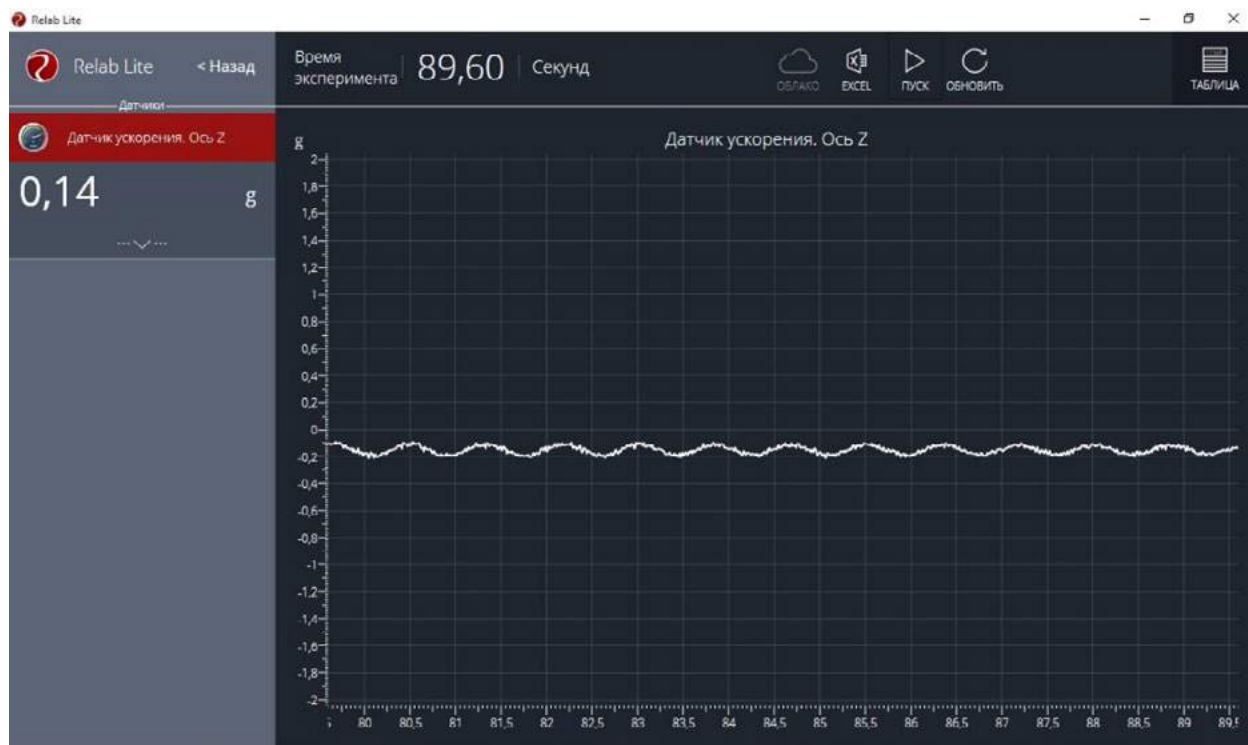 Relab Lite
Relab Lite < Назад
Время эксперимента 89,60 Секунд
ОБЛАКО
EXCEL
ПУСК
ОБНОВИТЬ
ТАБЛИЦА
Датчики
Датчик ускорения. Ось Z
0,14 g
g
Датчик ускорения. Ось Z
2
1,8
1,6
1,4
1,2
1
0,8
0,6
0,4
0,2
0
-0,2
-0,4
-0,6
-0,8
-1
-1,2
-1,4
-1,6
-1,8
-2
80 80,5 81 81,5 82 82,5 83 83,5 84 84,5 85 85,5 86 86,5 87 87,5 88 88,5 89